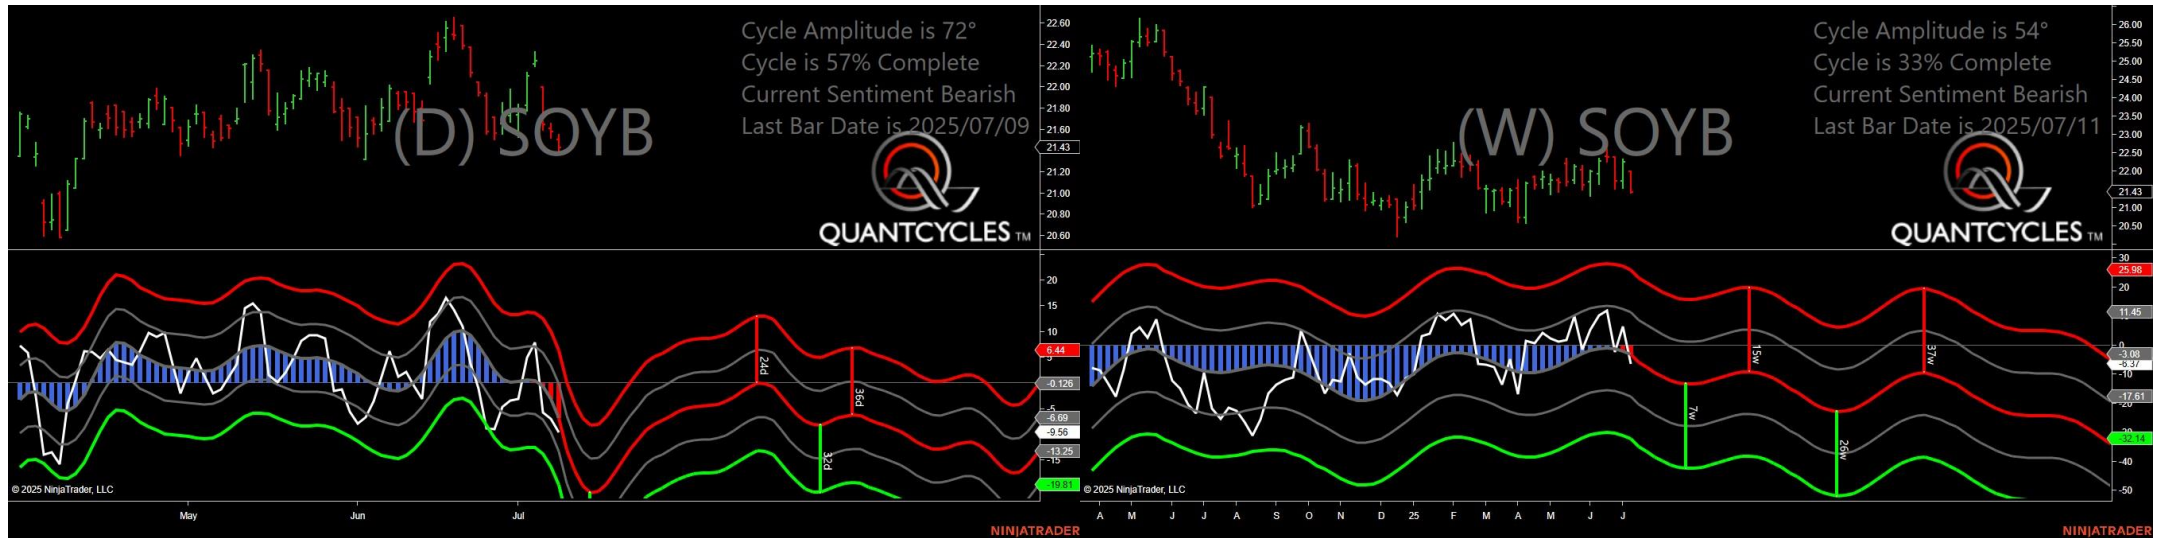 Cycle Amplitude is 72°
Cycle is 57% Complete
Current Sentiment Bearish
Last Bar Date is 2025/07/09
(D) SOYB
QUANTCYCLES TM
22.60
22.40
22.20
22.00
21.80
21.60
21.43
21.20
21.00
20.80
20.60
20
15
10
6.44
5
-0.126
-5
-6.69
-9.56
-13.25
-15
-19.81
24d
36d
32d
© 2025 NinjaTrader, LLC
May Jun Jul
NINJATRADER
Cycle Amplitude is 54°
Cycle is 33% Complete
Current Sentiment Bearish
Last Bar Date is 2025/07/11
(W) SOYB
QUANTCYCLES TM
26.00
25.50
25.00
24.50
24.00
23.50
23.00
22.50
22.00
21.43
21.00
20.50
30
25.98
20
11.45
0
-3.08
-6.37
-10
-17.61
-32.14
-40
-50
15w
37w
7w
26w
© 2025 NinjaTrader, LLC
A M J J A S O N D 25 F M A M J J
NINJATRADER